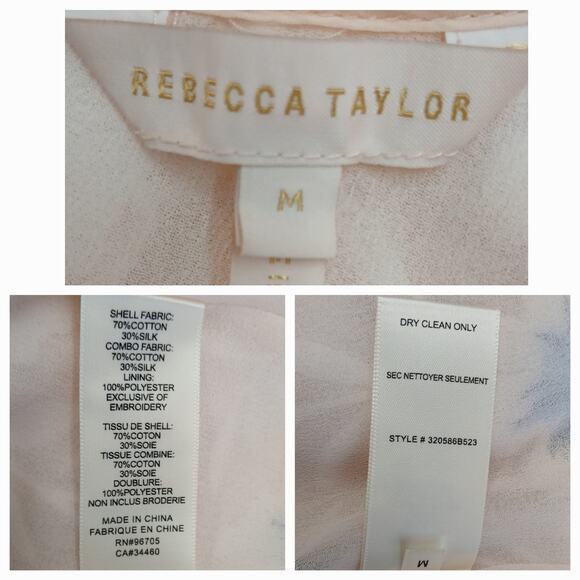 REBECCA TAYLOR
M
SHELL FABRIC:
70%COTTON
30%SILK
COMBO FABRIC:
70%COTTON
30%SILK
LINING:
100%POLYESTER
EXCLUSIVE OF
EMBROIDERY
TISSU DE SHELL:
70%COTON
30%SOIE
TISSUE COMBINE:
70%COTON
30%SOIE
DOUBLURE:
100%POLYESTER
NON INCLUS BRODERIE
MADE IN CHINA
FABRIQUE EN CHINE
RN#96705
CA#34460
DRY CLEAN ONLY
SEC NETTOYER SEULEMENT
STYLE # 320586B523
M